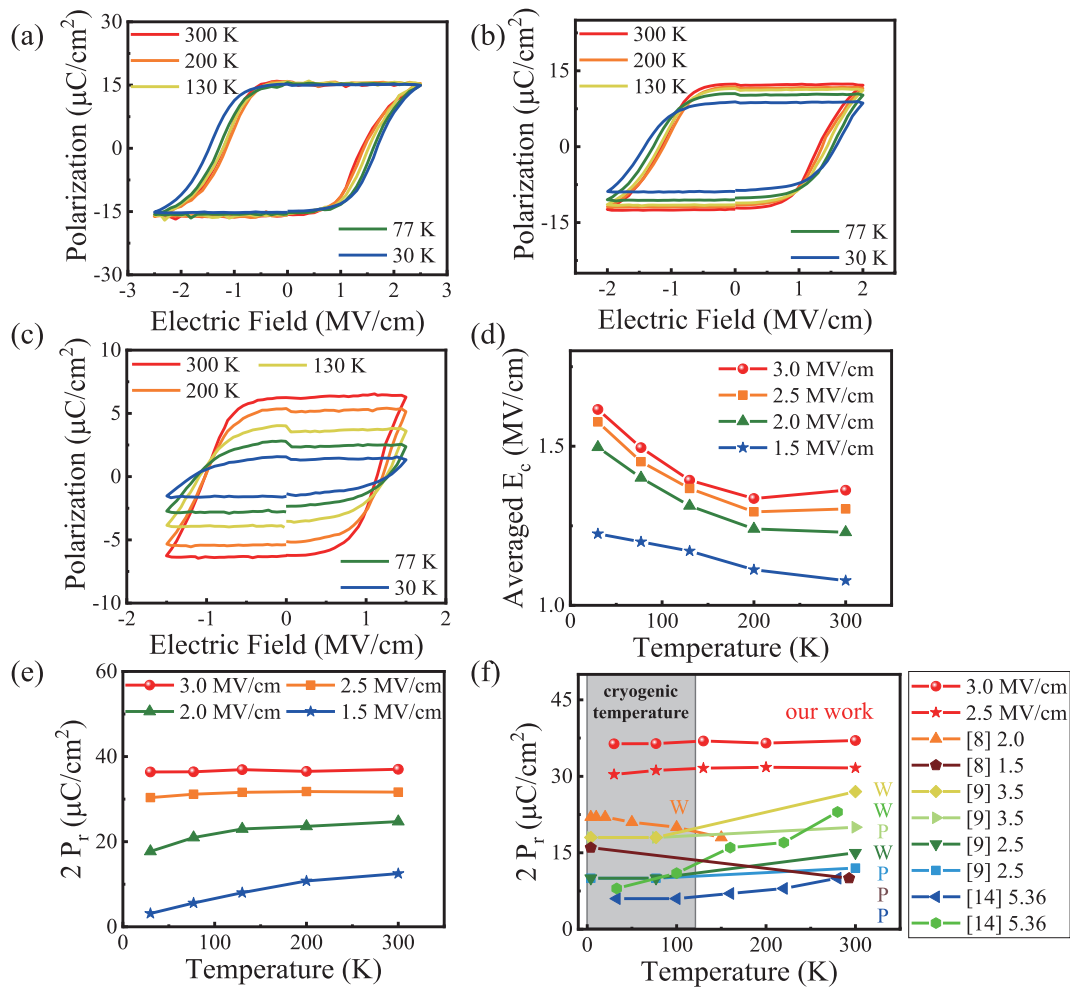 (a)
Polarization (μC/cm²)
30
15
0
-15
-30
300 K
200 K
130 K
77 K
30 K
-3 -2 -1 0 1 2 3
Electric Field (MV/cm)
(b)
Polarization (μC/cm²)
15
0
-15
300 K
200 K
130 K
77 K
30 K
-2 -1 0 1 2
Electric Field (MV/cm)
(c)
Polarization (μC/cm²)
10
5
0
-5
-10
300 K 130 K
200 K
77 K
30 K
-2 -1 0 1 2
Electric Field (MV/cm)
(d)
Averaged E_c (MV/cm)
1.5
1.0
3.0 MV/cm
2.5 MV/cm
2.0 MV/cm
1.5 MV/cm
0 100 200 300
Temperature (K)
(e)
2 P_r (μC/cm²)
60
40
20
0
3.0 MV/cm 2.5 MV/cm
2.0 MV/cm 1.5 MV/cm
0 100 200 300
Temperature (K)
(f)
2 P_r (μC/cm²)
45
30
15
0
cryogenic
temperature
our work
W
W
W
P
W
P
P
P
0 100 200 300
Temperature (K)
3.0 MV/cm
2.5 MV/cm
[8] 2.0
[8] 1.5
[9] 3.5
[9] 3.5
[9] 2.5
[9] 2.5
[14] 5.36
[14] 5.36